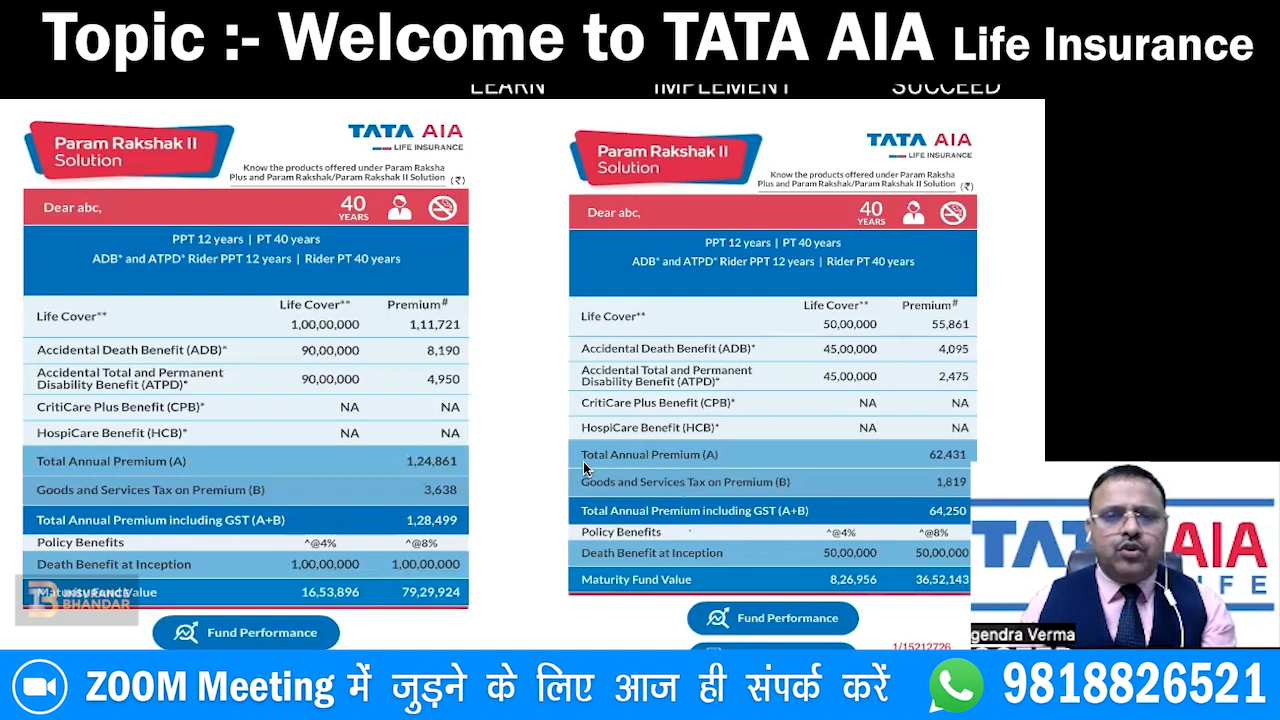 Topic :- Welcome to TATA AIA Life Insurance
LEARN IMPLEMENT SUCCEED
Param Rakshak II
Solution
TATA AIA
LIFE INSURANCE
Know the products offered under Param Raksha
Plus and Param Rakshak/Param Rakshak II Solution (₹)
Dear abc,
40
YEARS
PPT 12 years | PT 40 years
ADB* and ATPD* Rider PPT 12 years | Rider PT 40 years
Life Cover** Premium#
Life Cover**
1,00,00,000 1,11,721
Accidental Death Benefit (ADB)* 90,00,000 8,190
Accidental Total and Permanent
Disability Benefit (ATPD)* 90,00,000 4,950
CritiCare Plus Benefit (CPB)* NA NA
HospiCare Benefit (HCB)* NA NA
Total Annual Premium (A) 1,24,861
Goods and Services Tax on Premium (B) 3,638
Total Annual Premium including GST (A+B) 1,28,499
Policy Benefits ^@4% ^@8%
Death Benefit at Inception 1,00,00,000 1,00,00,000
Value 16,53,896 79,29,924
INSURANCE
BHANDAR
Fund Performance
Param Rakshak II
Solution
TATA AIA
LIFE INSURANCE
Know the products offered under Param Raksha
Plus and Param Rakshak/Param Rakshak II Solution (₹)
Dear abc,
40
YEARS
PPT 12 years | PT 40 years
ADB* and ATPD* Rider PPT 12 years | Rider PT 40 years
Life Cover** Premium#
Life Cover**
50,00,000 55,861
Accidental Death Benefit (ADB)* 45,00,000 4,095
Accidental Total and Permanent
Disability Benefit (ATPD)* 45,00,000 2,475
CritiCare Plus Benefit (CPB)* NA NA
HospiCare Benefit (HCB)* NA NA
Total Annual Premium (A) 62,431
Goods and Services Tax on Premium (B) 1,819
Total Annual Premium including GST (A+B) 64,250
Policy Benefits ^@4% ^@8%
Death Benefit at Inception 50,00,000 50,00,000
Maturity Fund Value 8,26,956 36,52,143
Fund Performance
1/15212726
TATA AIA
LIFE
gendra Verma
ZOOM Meeting में जुड़ने के लिए आज ही संपर्क करें 9818826521